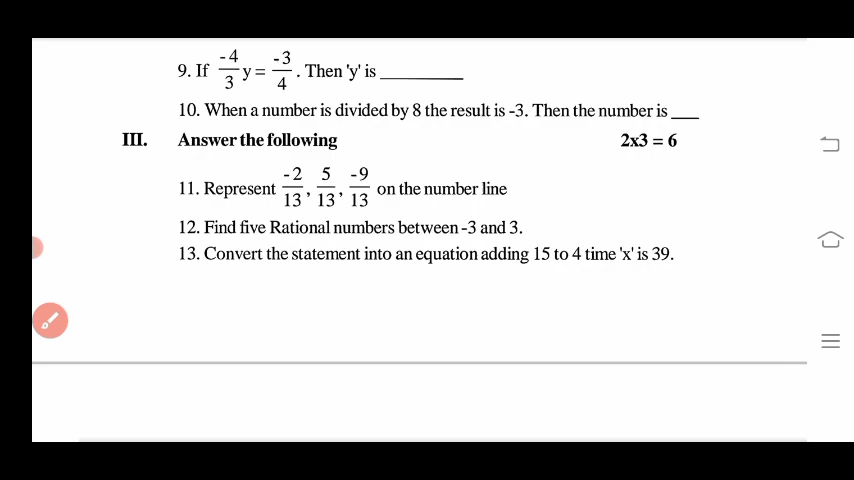 9. If -4/3 y = -3/4 . Then 'y' is ________
10. When a number is divided by 8 the result is -3. Then the number is ___
III. Answer the following 2x3 = 6
11. Represent -2/13, 5/13, -9/13 on the number line
12. Find five Rational numbers between -3 and 3.
13. Convert the statement into an equation adding 15 to 4 time 'x' is 39.